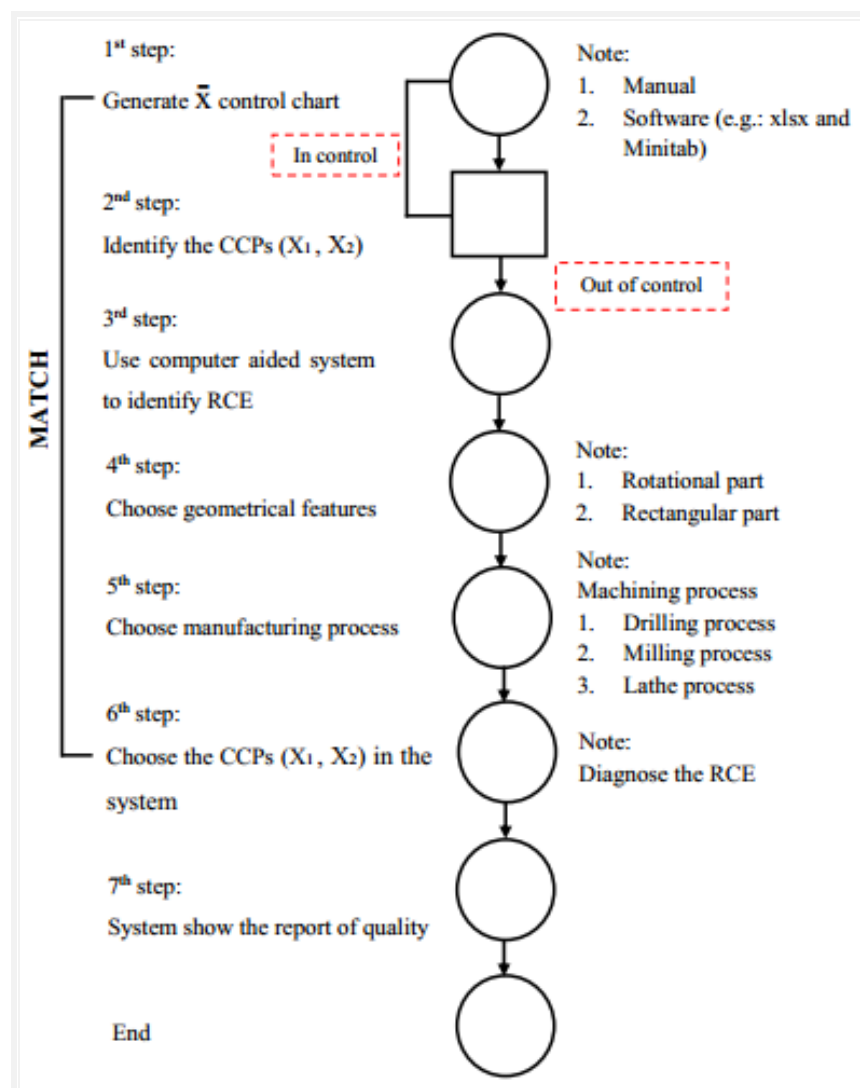 1st step:
Generate X̄ control chart
Note:
1. Manual
2. Software (e.g.: xlsx and
Minitab)
In control
2nd step:
Identify the CCPs (X₁ , X₂)
Out of control
3rd step:
Use computer aided system
to identify RCE
MATCH
4th step:
Choose geometrical features
Note:
1. Rotational part
2. Rectangular part
5th step:
Choose manufacturing process
Note:
Machining process
1. Drilling process
2. Milling process
3. Lathe process
6th step:
Choose the CCPs (X₁ , X₂) in the
system
Note:
Diagnose the RCE
7th step:
System show the report of quality
End